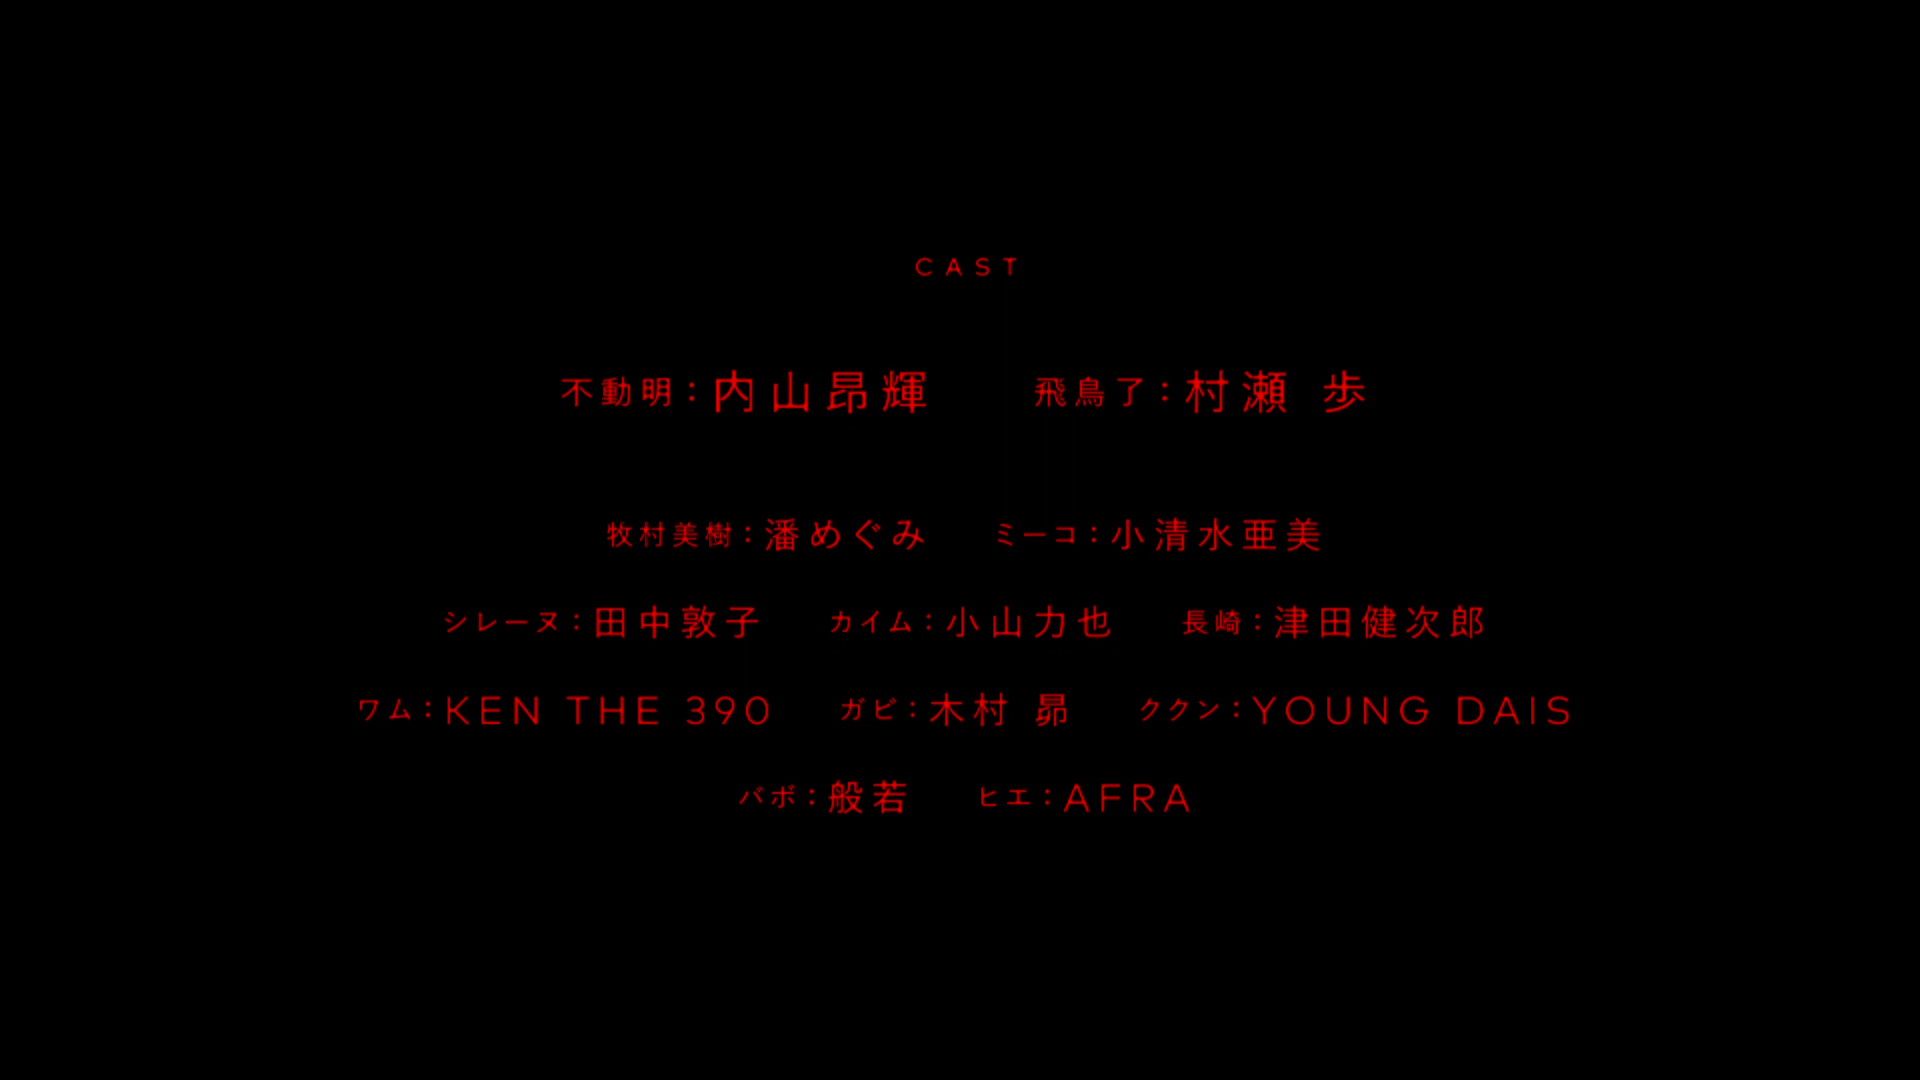 CAST
不動明：内山昂輝 飛鳥了：村瀬 歩
牧村美樹：潘めぐみ ミーコ：小清水亜美
シレーヌ：田中敦子 カイム：小山力也 長崎：津田健次郎
ワム：KEN THE 390 ガビ：木村 昴 ククン：YOUNG DAIS
バボ：般若 ヒエ：AFRA